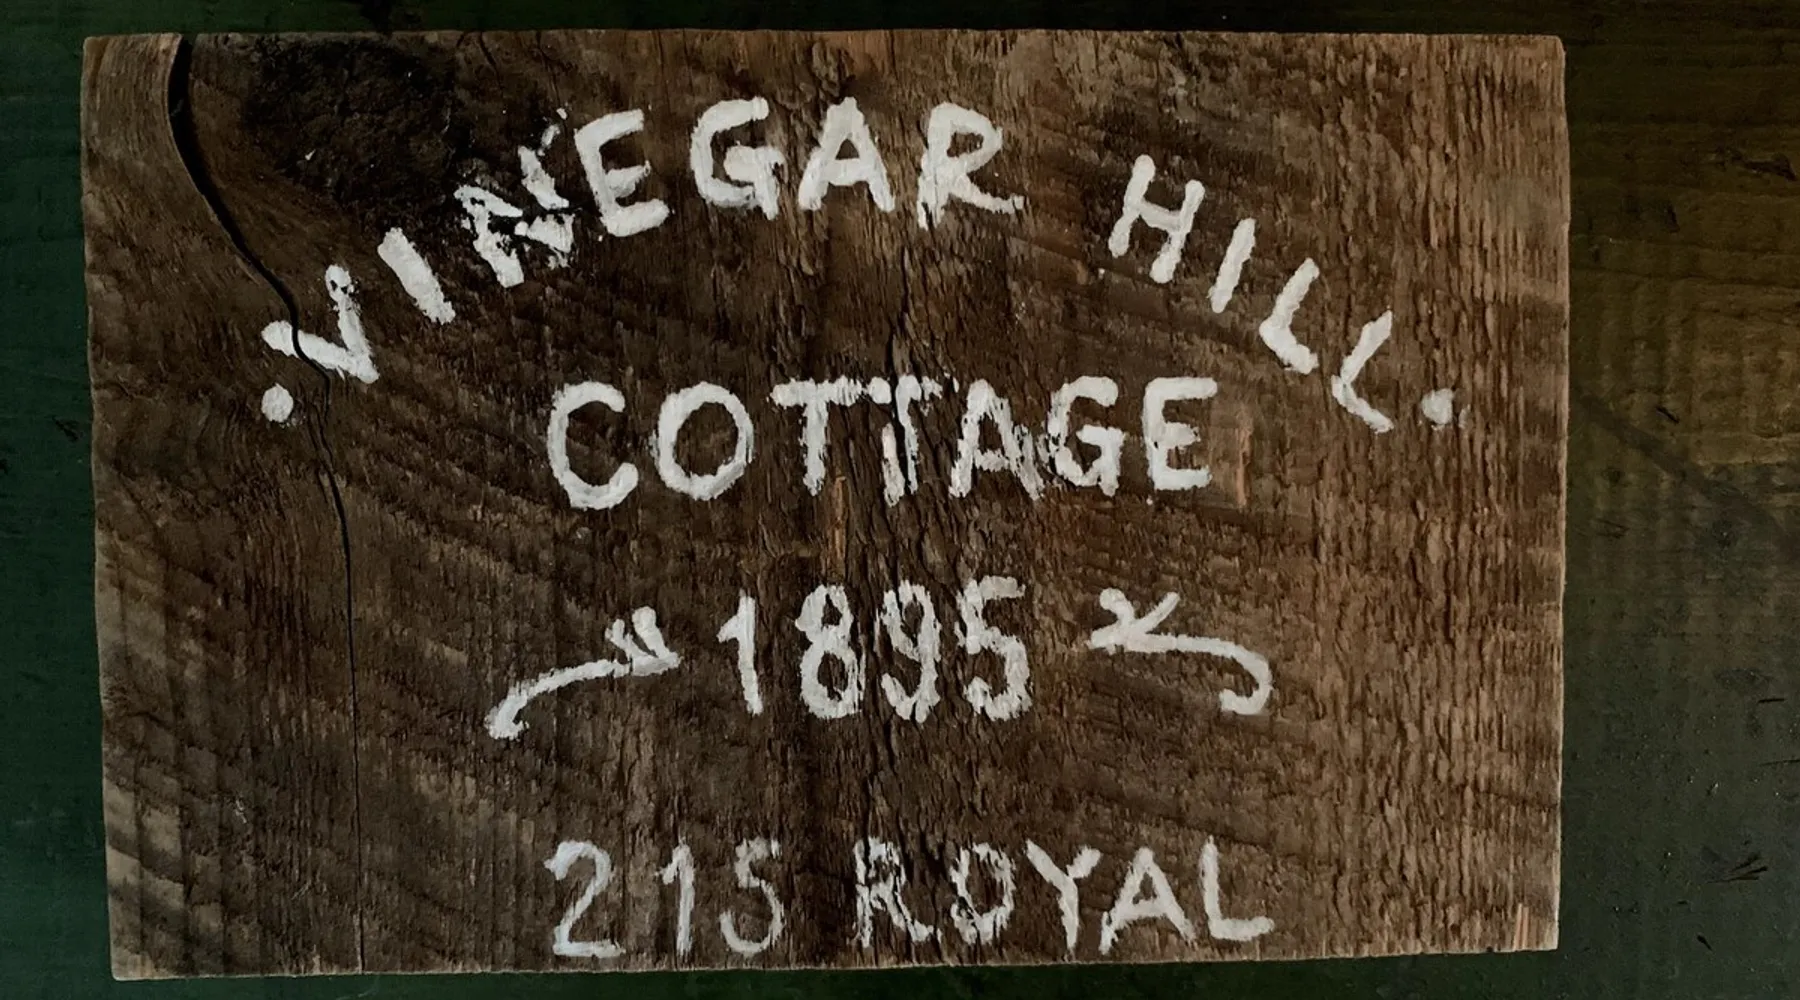 ·VINEGAR HILL·
COTTAGE
1895
215 ROYAL